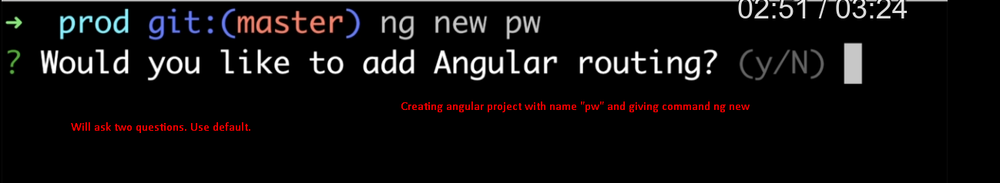 02:51 / 03:24
➜ prod git:(master) ng new pw
? Would you like to add Angular routing? (y/N)
Creating angular project with name "pw" and giving command ng new
Will ask two questions. Use default.